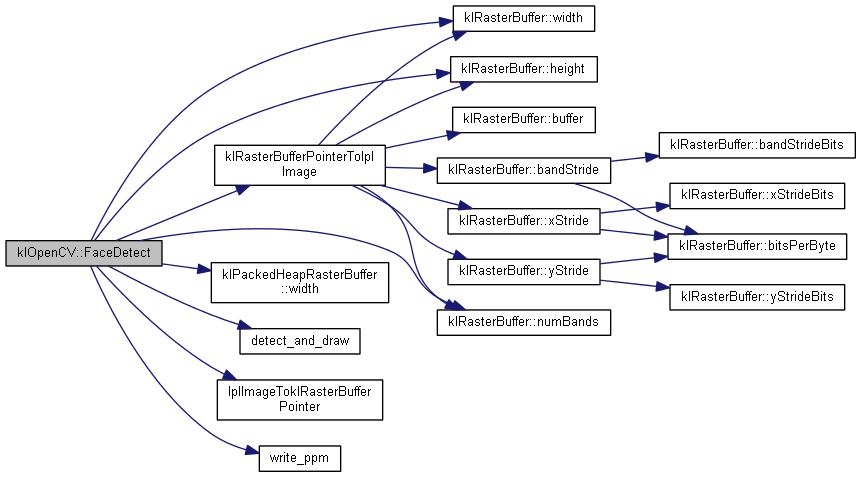 klOpenCV::FaceDetect
klRasterBufferPointerToIpl
Image
klPackedHeapRasterBuffer
::width
detect_and_draw
IplImageToklRasterBuffer
Pointer
write_ppm
klRasterBuffer::width
klRasterBuffer::height
klRasterBuffer::buffer
klRasterBuffer::bandStride
klRasterBuffer::xStride
klRasterBuffer::yStride
klRasterBuffer::numBands
klRasterBuffer::bandStrideBits
klRasterBuffer::xStrideBits
klRasterBuffer::bitsPerByte
klRasterBuffer::yStrideBits